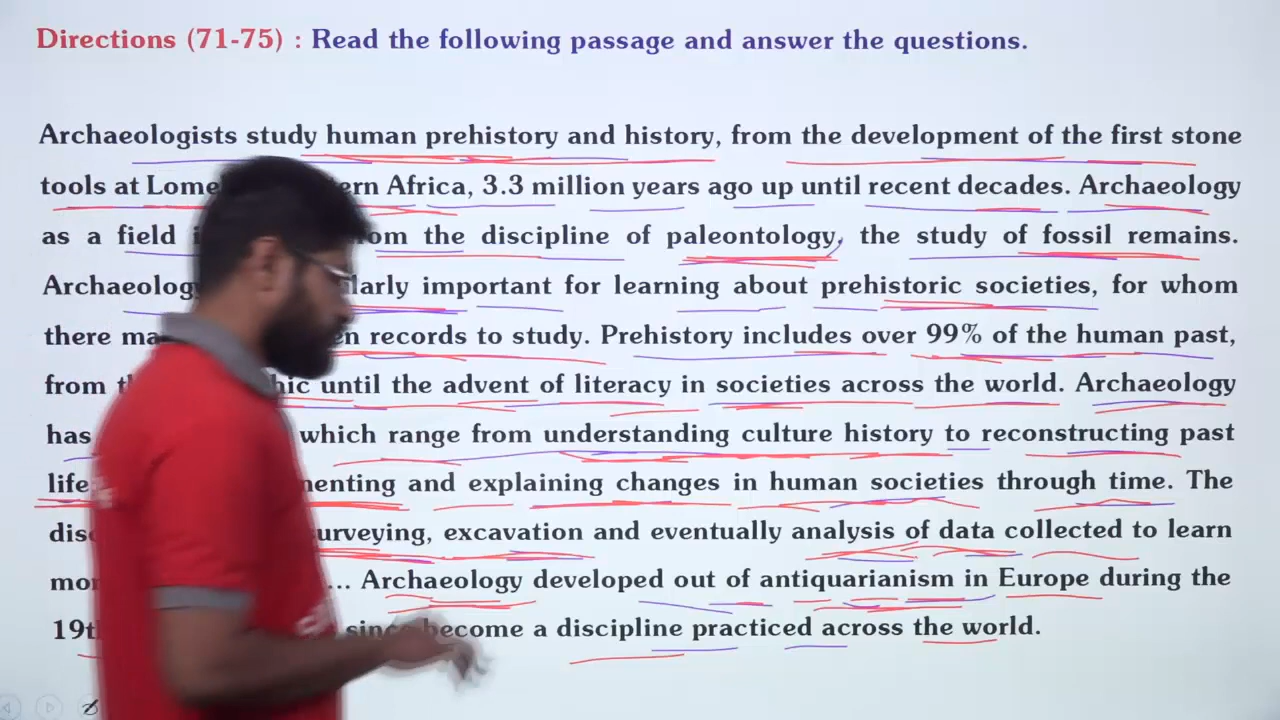 Directions (71-75) : Read the following passage and answer the questions.
Archaeologists study human prehistory and history, from the development of the first stone
tools at Lome ern Africa, 3.3 million years ago up until recent decades. Archaeology
as a field om the discipline of paleontology, the study of fossil remains.
Archaeolog larly important for learning about prehistoric societies, for whom
there ma en records to study. Prehistory includes over 99% of the human past,
from hic until the advent of literacy in societies across the world. Archaeology
has which range from understanding culture history to reconstructing past
life enting and explaining changes in human societies through time. The
dis urveying, excavation and eventually analysis of data collected to learn
mo ... Archaeology developed out of antiquarianism in Europe during the
19t since become a discipline practiced across the world.